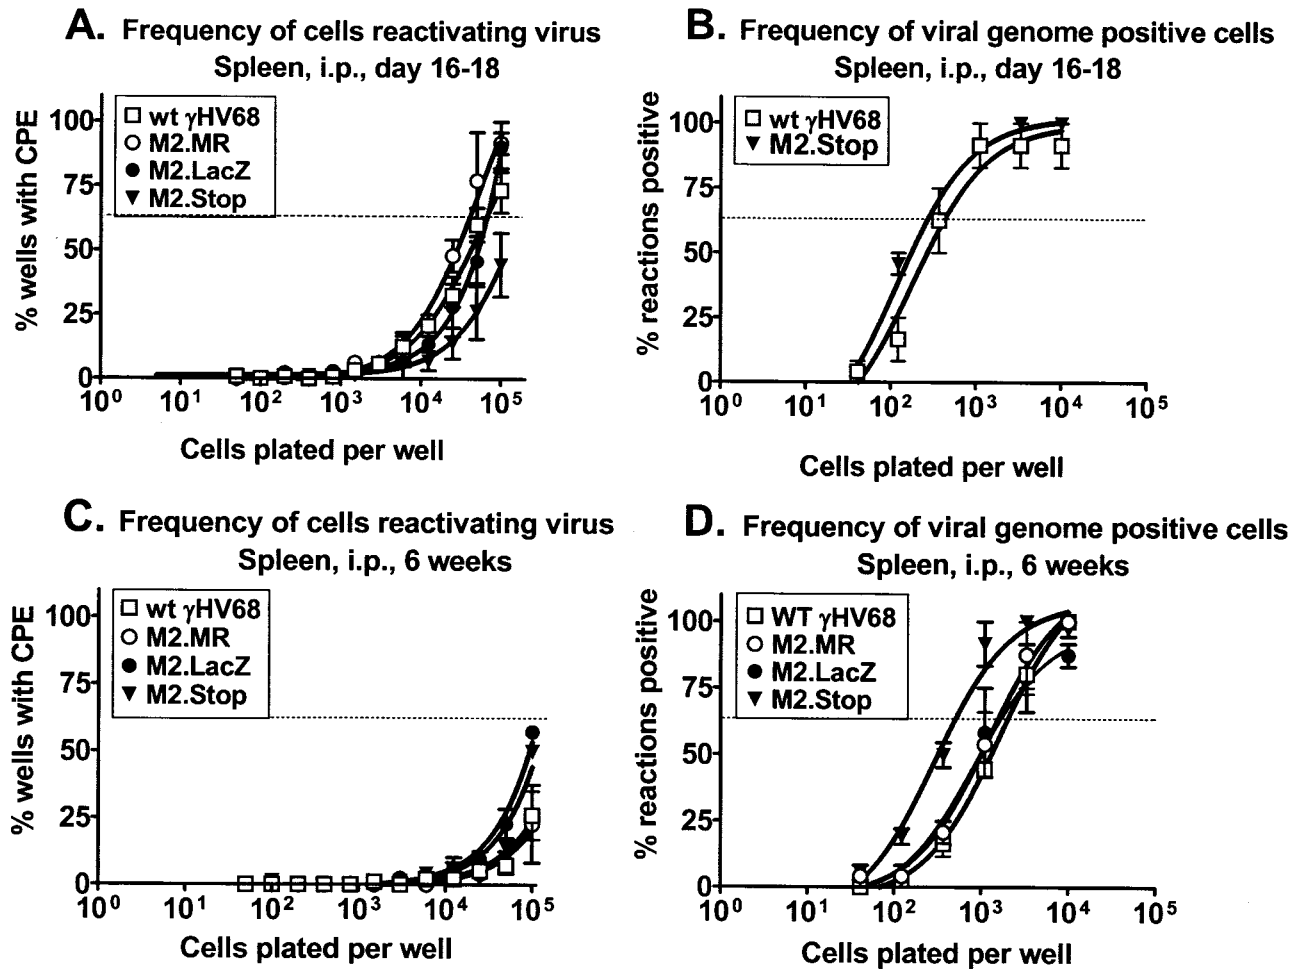 A. Frequency of cells reactivating virus
Spleen, i.p., day 16-18
% wells with CPE
100
75
50
25
0
wt γHV68
M2.MR
M2.LacZ
M2.Stop
10^0 10^1 10^2 10^3 10^4 10^5
Cells plated per well
B. Frequency of viral genome positive cells
Spleen, i.p., day 16-18
% reactions positive
100
75
50
25
0
wt γHV68
M2.Stop
10^0 10^1 10^2 10^3 10^4 10^5
Cells plated per well
C. Frequency of cells reactivating virus
Spleen, i.p., 6 weeks
% wells with CPE
100
75
50
25
0
wt γHV68
M2.MR
M2.LacZ
M2.Stop
10^0 10^1 10^2 10^3 10^4 10^5
Cells plated per well
D. Frequency of viral genome positive cells
Spleen, i.p., 6 weeks
% reactions positive
100
75
50
25
0
WT γHV68
M2.MR
M2.LacZ
M2.Stop
10^0 10^1 10^2 10^3 10^4 10^5
Cells plated per well